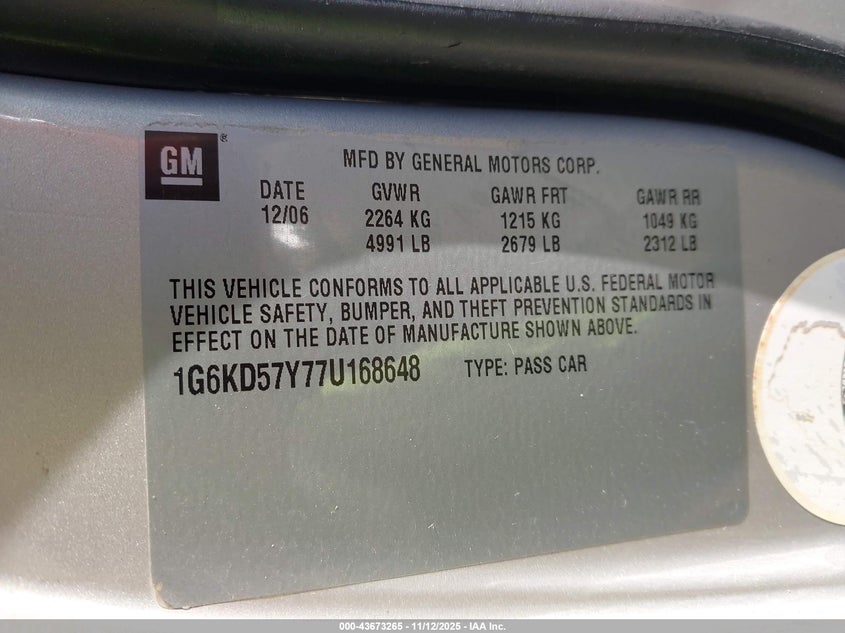 GM®
MFD BY GENERAL MOTORS CORP.
DATE GVWR GAWR FRT GAWR RR
12/06 2264 KG 1215 KG 1049 KG
4991 LB 2679 LB 2312 LB
THIS VEHICLE CONFORMS TO ALL APPLICABLE U.S. FEDERAL MOTOR
VEHICLE SAFETY, BUMPER, AND THEFT PREVENTION STANDARDS IN
EFFECT ON THE DATE OF MANUFACTURE SHOWN ABOVE.
1G6KD57Y77U168648 TYPE: PASS CAR
000-43673265 - 11/12/2025 - IAA Inc.